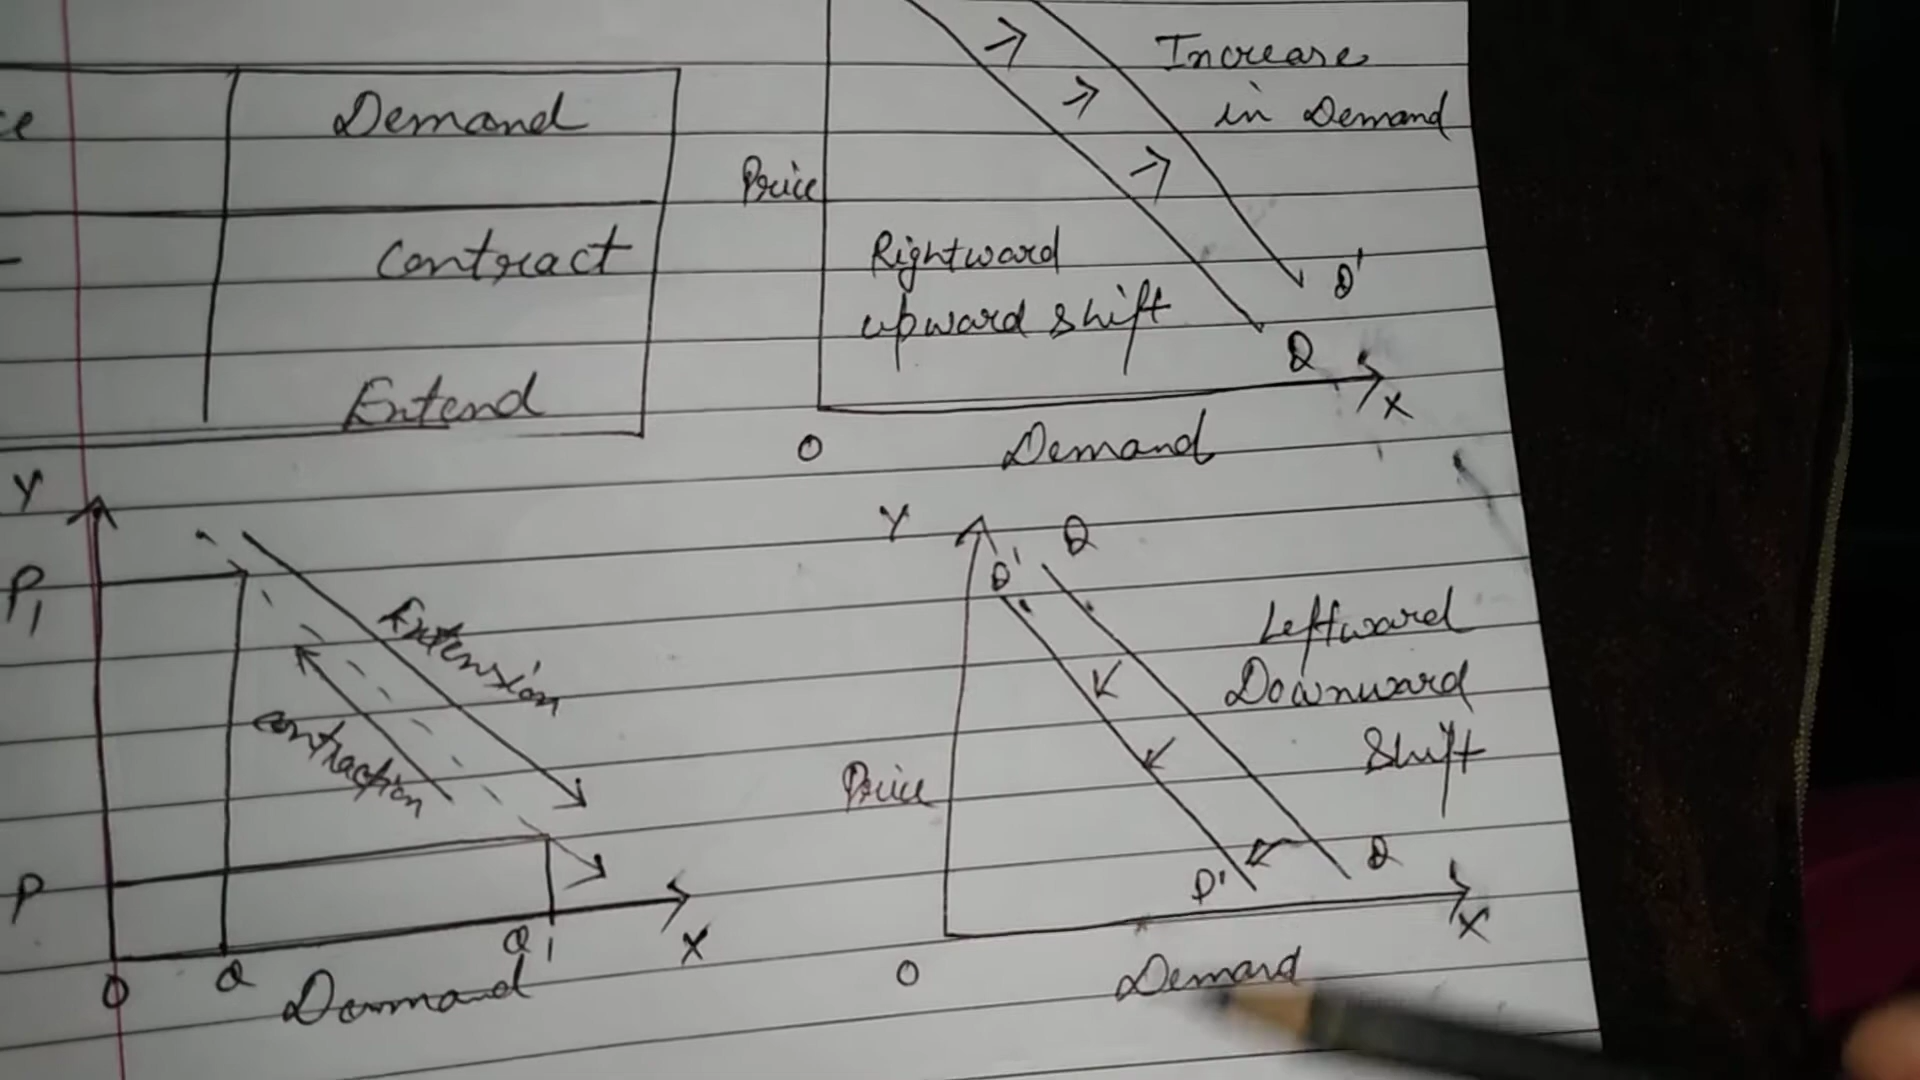 Demand
Contract
Extend
Increase
in Demand
Price
Rightward
upward shift
D'
D
X
O
Demand
Y
P1
Extension
Contraction
P
O
Q
Q1
X
Demand
Y
D'
D
Leftward
Downward
Shift
Price
D'
D
X
O
Demand